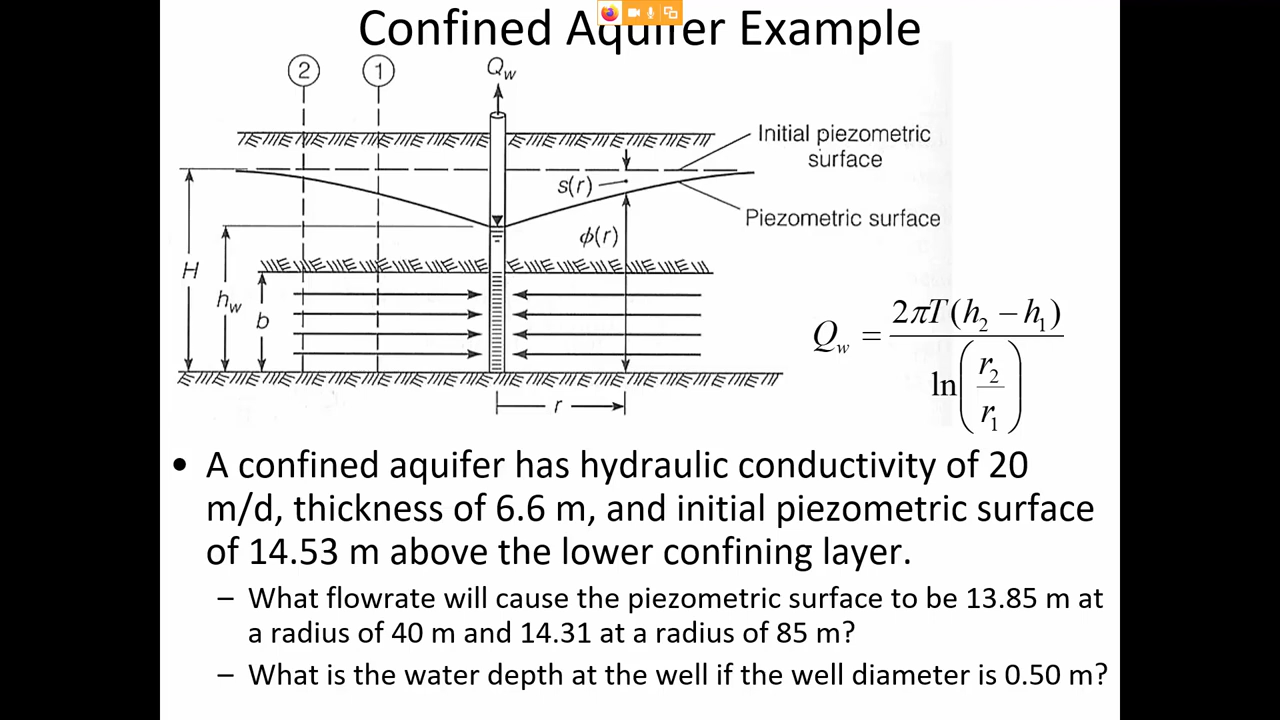 Confined Aquifer Example
② ① Q_w
Initial piezometric
surface
s(r)
Piezometric surface
ϕ(r)
H
h_w
b
r
Q_w = 2πT(h_2 − h_1) / ln(r_2 / r_1)
• A confined aquifer has hydraulic conductivity of 20
m/d, thickness of 6.6 m, and initial piezometric surface
of 14.53 m above the lower confining layer.
– What flowrate will cause the piezometric surface to be 13.85 m at
a radius of 40 m and 14.31 at a radius of 85 m?
– What is the water depth at the well if the well diameter is 0.50 m?